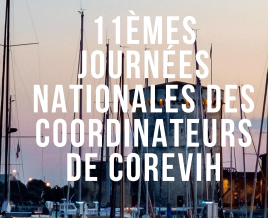 11ÈMES
JOURNÉES
NATIONALES DES
COORDINATEURS
DE COREVIH